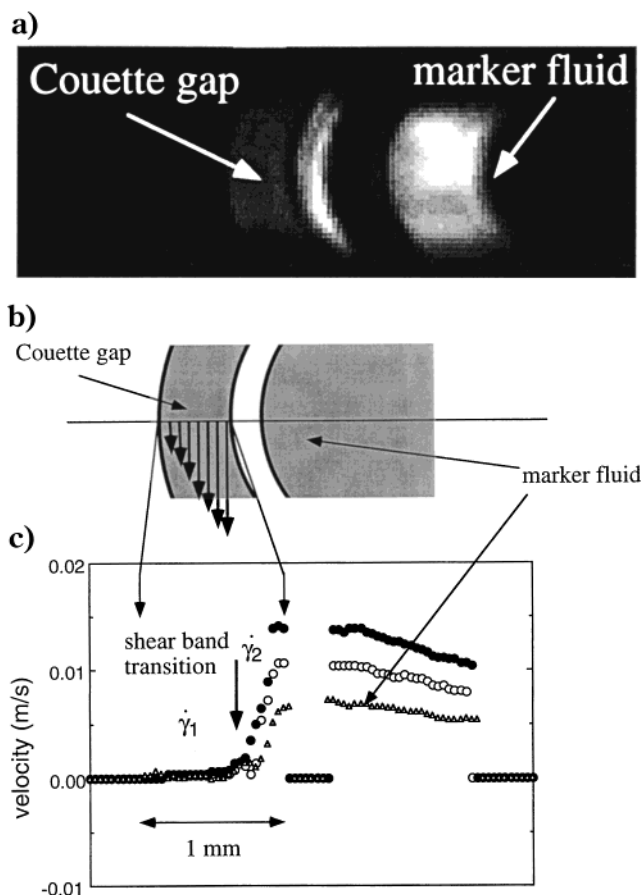 a)
Couette gap
marker fluid
b)
Couette gap
marker fluid
c)
0.02
shear band
transition
γ̇2
0.01
γ̇1
velocity (m/s)
0.00
1 mm
-0.01